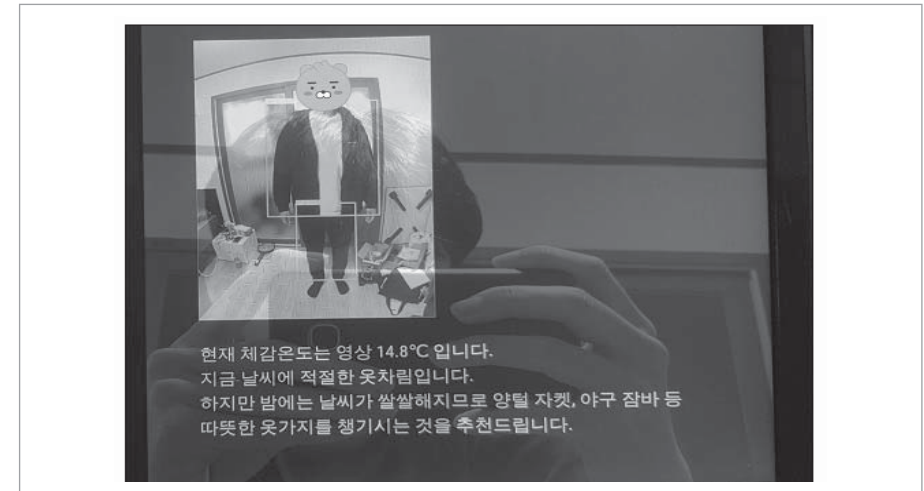 현재 체감온도는 영상 14.8°C 입니다.
지금 날씨에 적절한 옷차림입니다.
하지만 밤에는 날씨가 쌀쌀해지므로 양털 자켓, 야구 잠바 등
따뜻한 옷가지를 챙기시는 것을 추천드립니다.